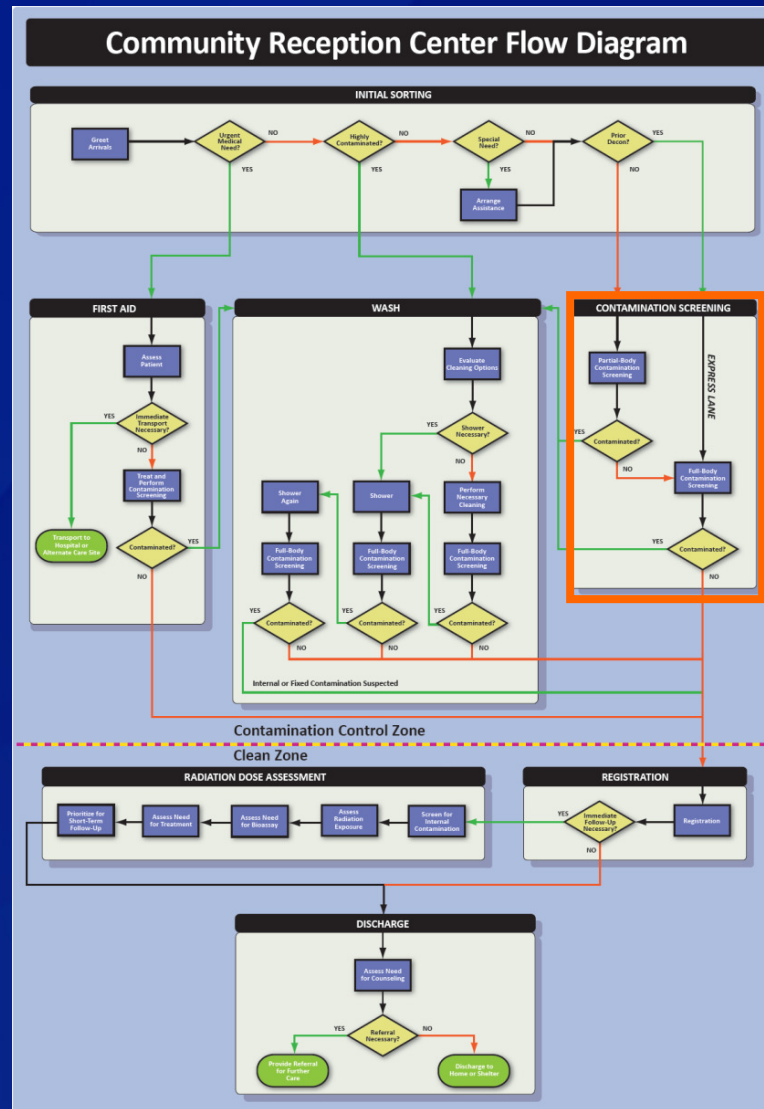 Community Reception Center Flow Diagram
INITIAL SORTING
Greet
Arrivals
Urgent
Medical
Need?
NO
YES
Highly
Contaminated?
NO
YES
Special
Need?
NO
YES
Arrange
Assistance
Prior
Decon?
YES
NO
FIRST AID
Assess
Patient
Immediate
Transport
Necessary?
YES
NO
Treat and
Perform
Contamination
Screening
Transport to
Hospital or
Alternate Care Site
Contaminated?
YES
NO
WASH
Evaluate
Cleaning Options
Shower
Necessary?
YES
NO
Shower
Again
Shower
Perform
Necessary
Cleaning
Full-Body
Contamination
Screening
Full-Body
Contamination
Screening
Full-Body
Contamination
Screening
YES
Contaminated?
NO
YES
Contaminated?
NO
YES
Contaminated?
NO
Internal or Fixed Contamination Suspected
CONTAMINATION SCREENING
Partial-Body
Contamination
Screening
EXPRESS LANE
YES
Contaminated?
NO
Full-Body
Contamination
Screening
YES
Contaminated?
NO
Contamination Control Zone
Clean Zone
RADIATION DOSE ASSESSMENT
Prioritize for
Short-Term
Follow-Up
Assess Need
for Treatment
Assess Need
for Bioassay
Assess
Radiation
Exposure
Screen for
Internal
Contamination
REGISTRATION
YES
Immediate
Follow-Up
Necessary?
NO
Registration
DISCHARGE
Assess Need
for Counseling
YES
Referral
Necessary?
NO
Provide Referral
for Further
Care
Discharge to
Home or Shelter